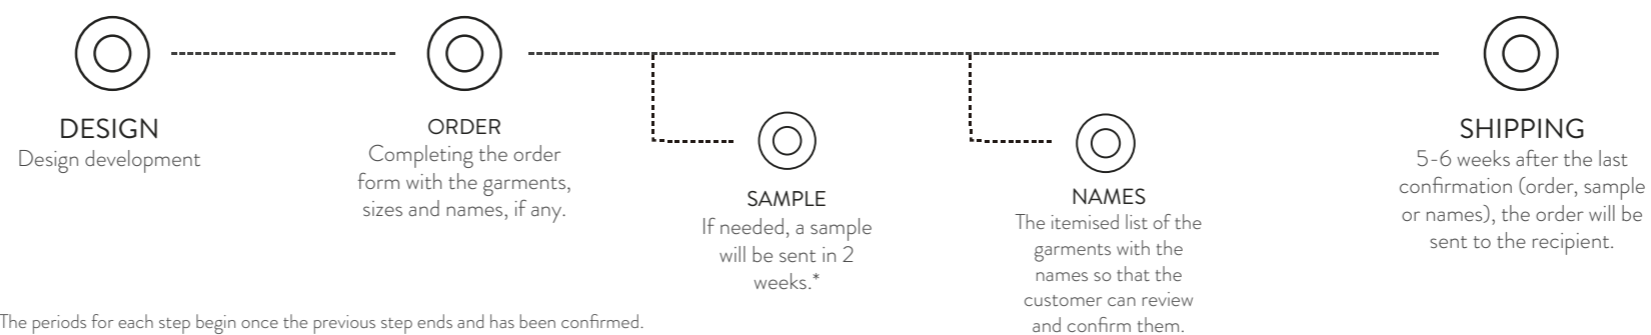 DESIGN
Design development
ORDER
Completing the order
form with the garments,
sizes and names, if any.
SAMPLE
If needed, a sample
will be sent in 2
weeks.*
NAMES
The itemised list of the
garments with the
names so that the
customer can review
and confirm them.
SHIPPING
5-6 weeks after the last
confirmation (order, sample
or names), the order will be
sent to the recipient.
The periods for each step begin once the previous step ends and has been confirmed.